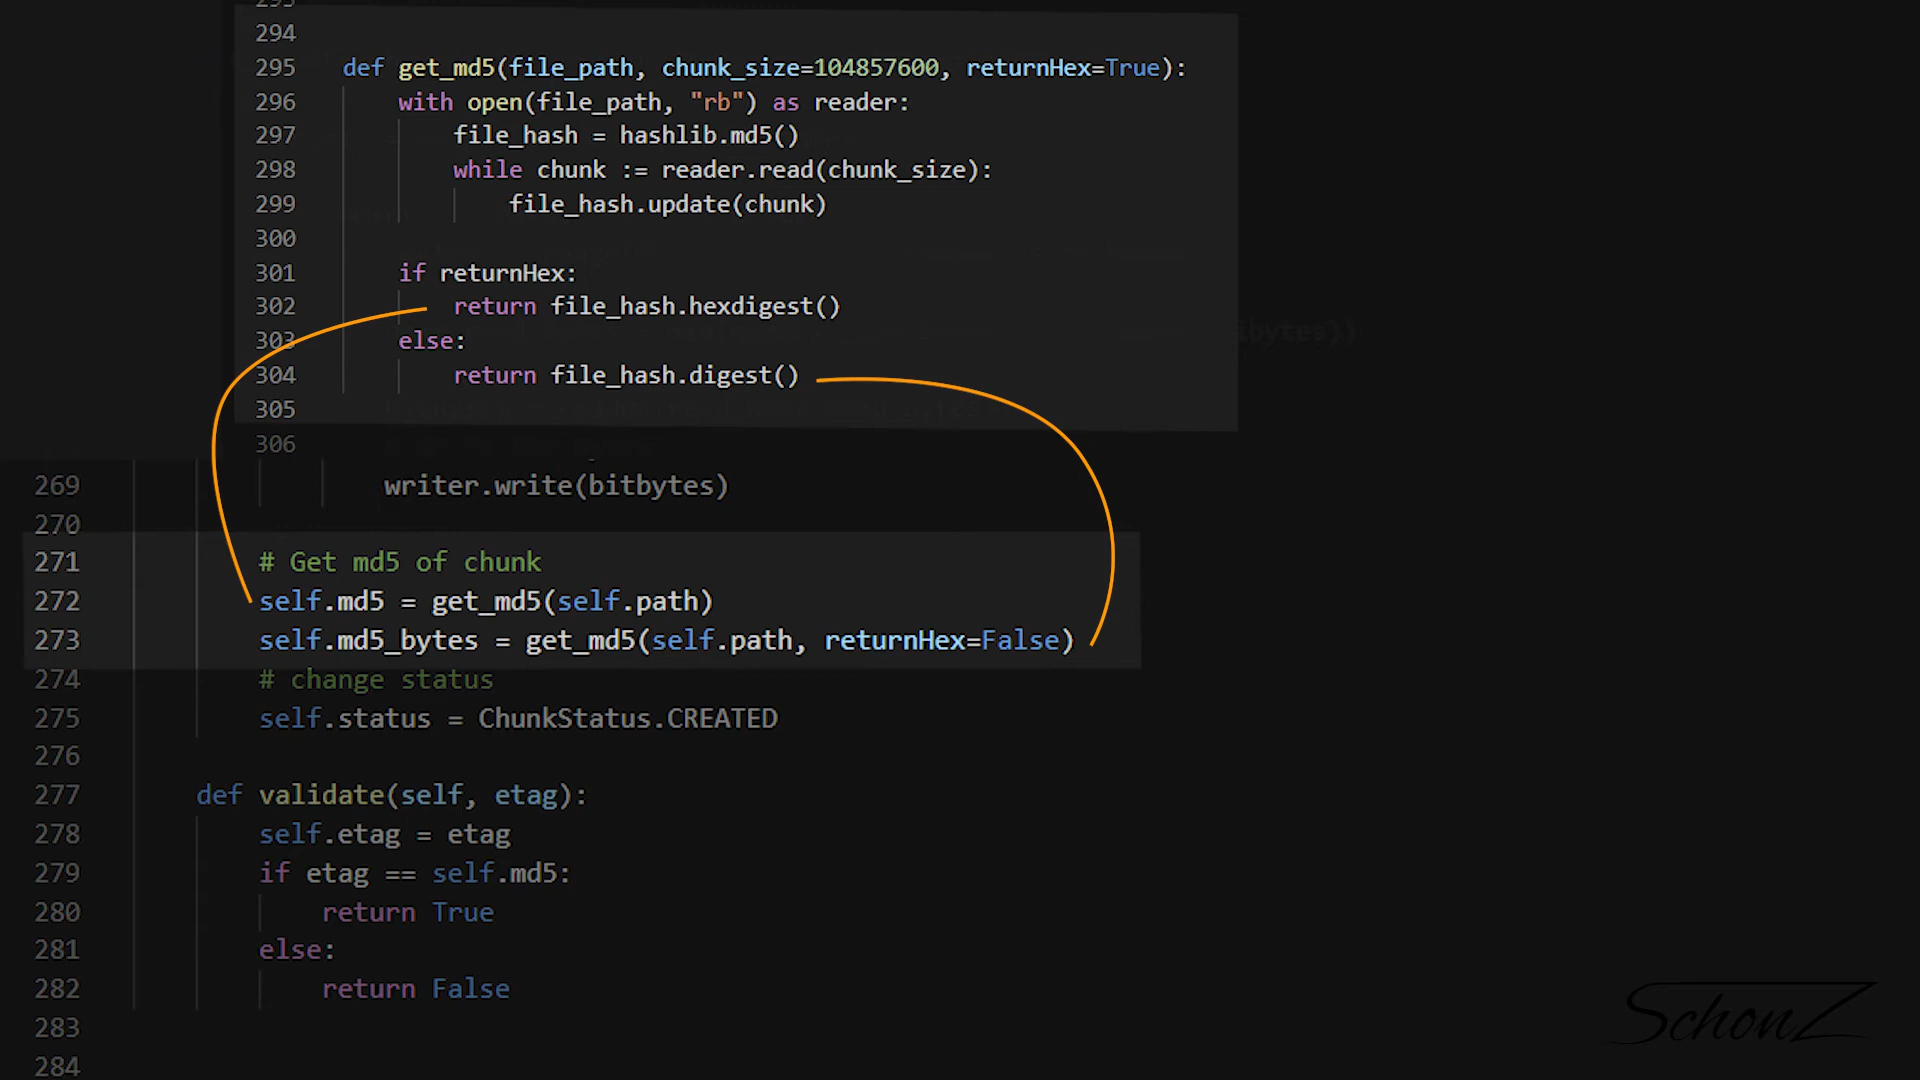 293
294
295 def get_md5(file_path, chunk_size=104857600, returnHex=True):
296 with open(file_path, "rb") as reader:
297 file_hash = hashlib.md5()
298 while chunk := reader.read(chunk_size):
299 file_hash.update(chunk)
300
301 if returnHex:
302 return file_hash.hexdigest()
303 else:
304 return file_hash.digest()
305
306
269 writer.write(bitbytes)
270
271 # Get md5 of chunk
272 self.md5 = get_md5(self.path)
273 self.md5_bytes = get_md5(self.path, returnHex=False)
274 # change status
275 self.status = ChunkStatus.CREATED
276
277 def validate(self, etag):
278 self.etag = etag
279 if etag == self.md5:
280 return True
281 else:
282 return False
283
284
SchonZ